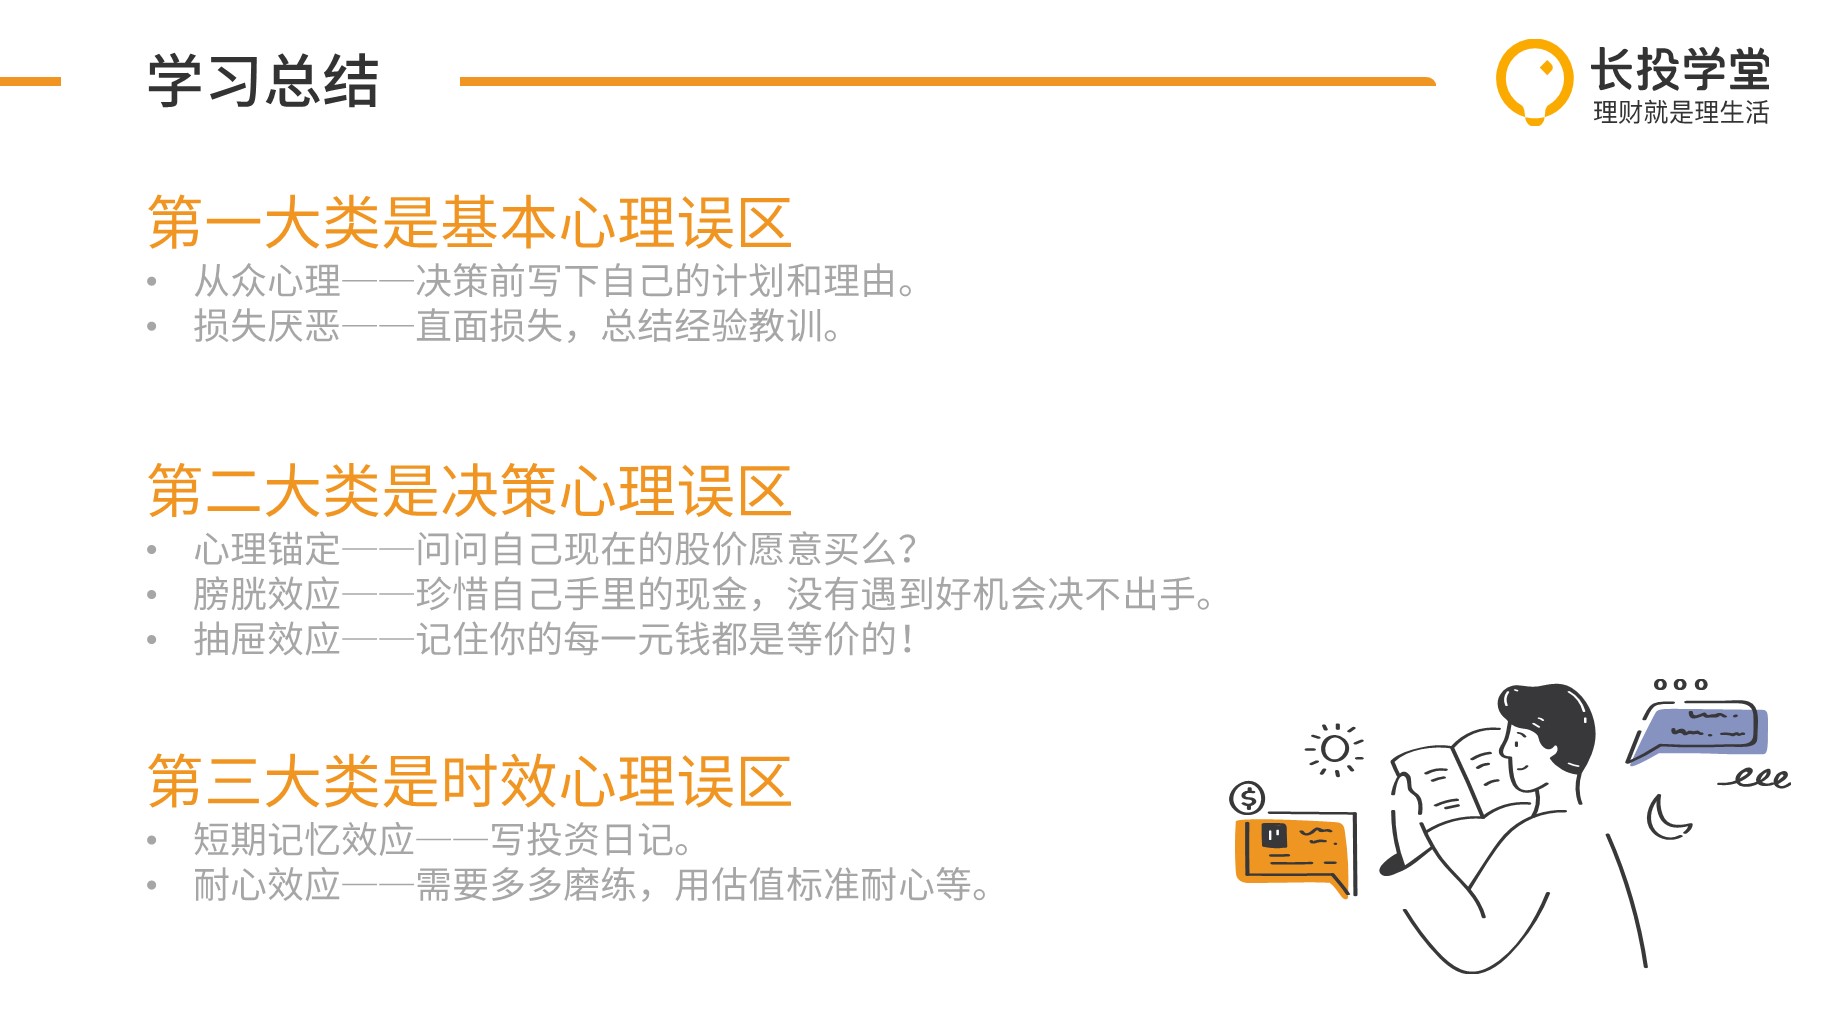 学习总结
长投学堂
理财就是理生活
第一大类是基本心理误区
• 从众心理——决策前写下自己的计划和理由。
• 损失厌恶——直面损失，总结经验教训。
第二大类是决策心理误区
• 心理锚定——问问自己现在的股价愿意买么？
• 膀胱效应——珍惜自己手里的现金，没有遇到好机会决不出手。
• 抽屉效应——记住你的每一元钱都是等价的！
第三大类是时效心理误区
• 短期记忆效应——写投资日记。
• 耐心效应——需要多多磨练，用估值标准耐心等。